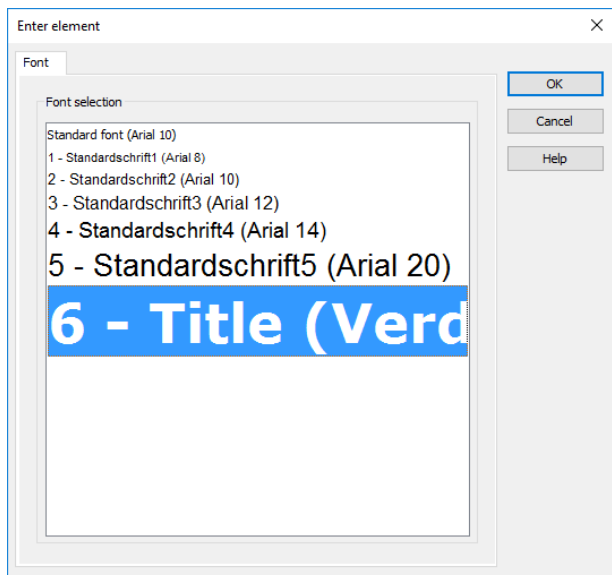 Enter element
Font
OK
Font selection
Cancel
Standard font (Arial 10)
1 - Standardschrift1 (Arial 8)
Help
2 - Standardschrift2 (Arial 10)
3 - Standardschrift3 (Arial 12)
4 - Standardschrift4 (Arial 14)
5 - Standardschrift5 (Arial 20)
6 - Title (Verd